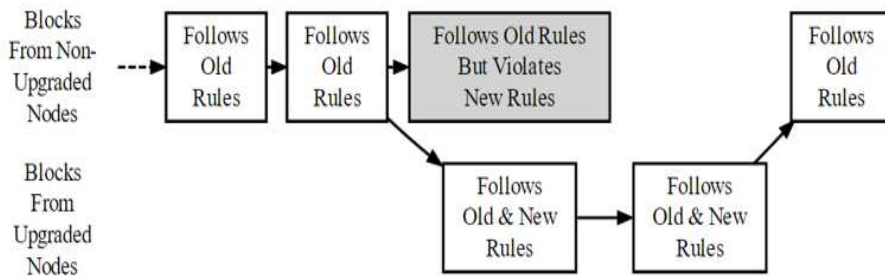 Blocks
From Non-
Upgraded
Nodes
Follows
Old
Rules
Follows
Old
Rules
Follows Old Rules
But Violates
New Rules
Follows
Old
Rules
Blocks
From
Upgraded
Nodes
Follows
Old & New
Rules
Follows
Old & New
Rules